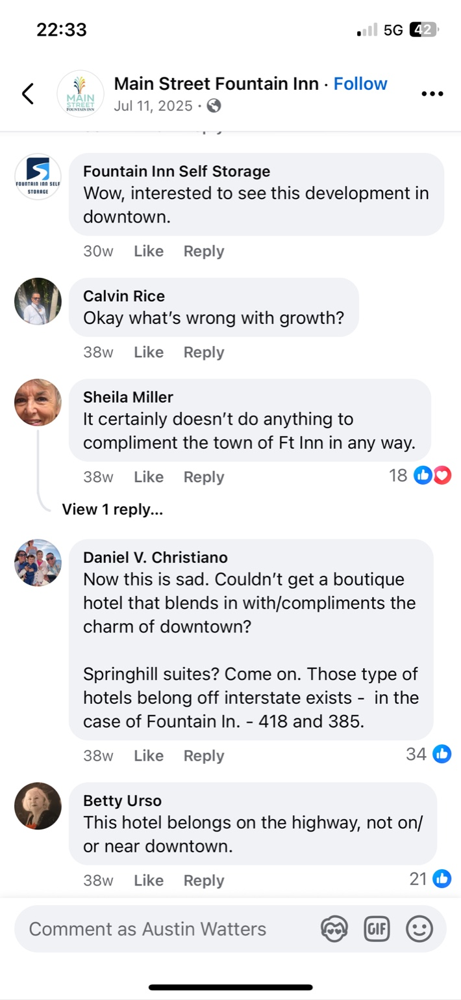 22:33
5G 42
MAIN
STREET
FOUNTAIN INN
Main Street Fountain Inn · Follow
Jul 11, 2025 ·
FOUNTAIN INN SELF
STORAGE
Fountain Inn Self Storage
Wow, interested to see this development in
downtown.
30w Like Reply
Calvin Rice
Okay what’s wrong with growth?
38w Like Reply
Sheila Miller
It certainly doesn’t do anything to
compliment the town of Ft Inn in any way.
38w Like Reply 18
View 1 reply...
Daniel V. Christiano
Now this is sad. Couldn’t get a boutique
hotel that blends in with/compliments the
charm of downtown?
Springhill suites? Come on. Those type of
hotels belong off interstate exists - in the
case of Fountain In. - 418 and 385.
38w Like Reply 34
Betty Urso
This hotel belongs on the highway, not on/
or near downtown.
38w Like Reply 21
Comment as Austin Watters
GIF